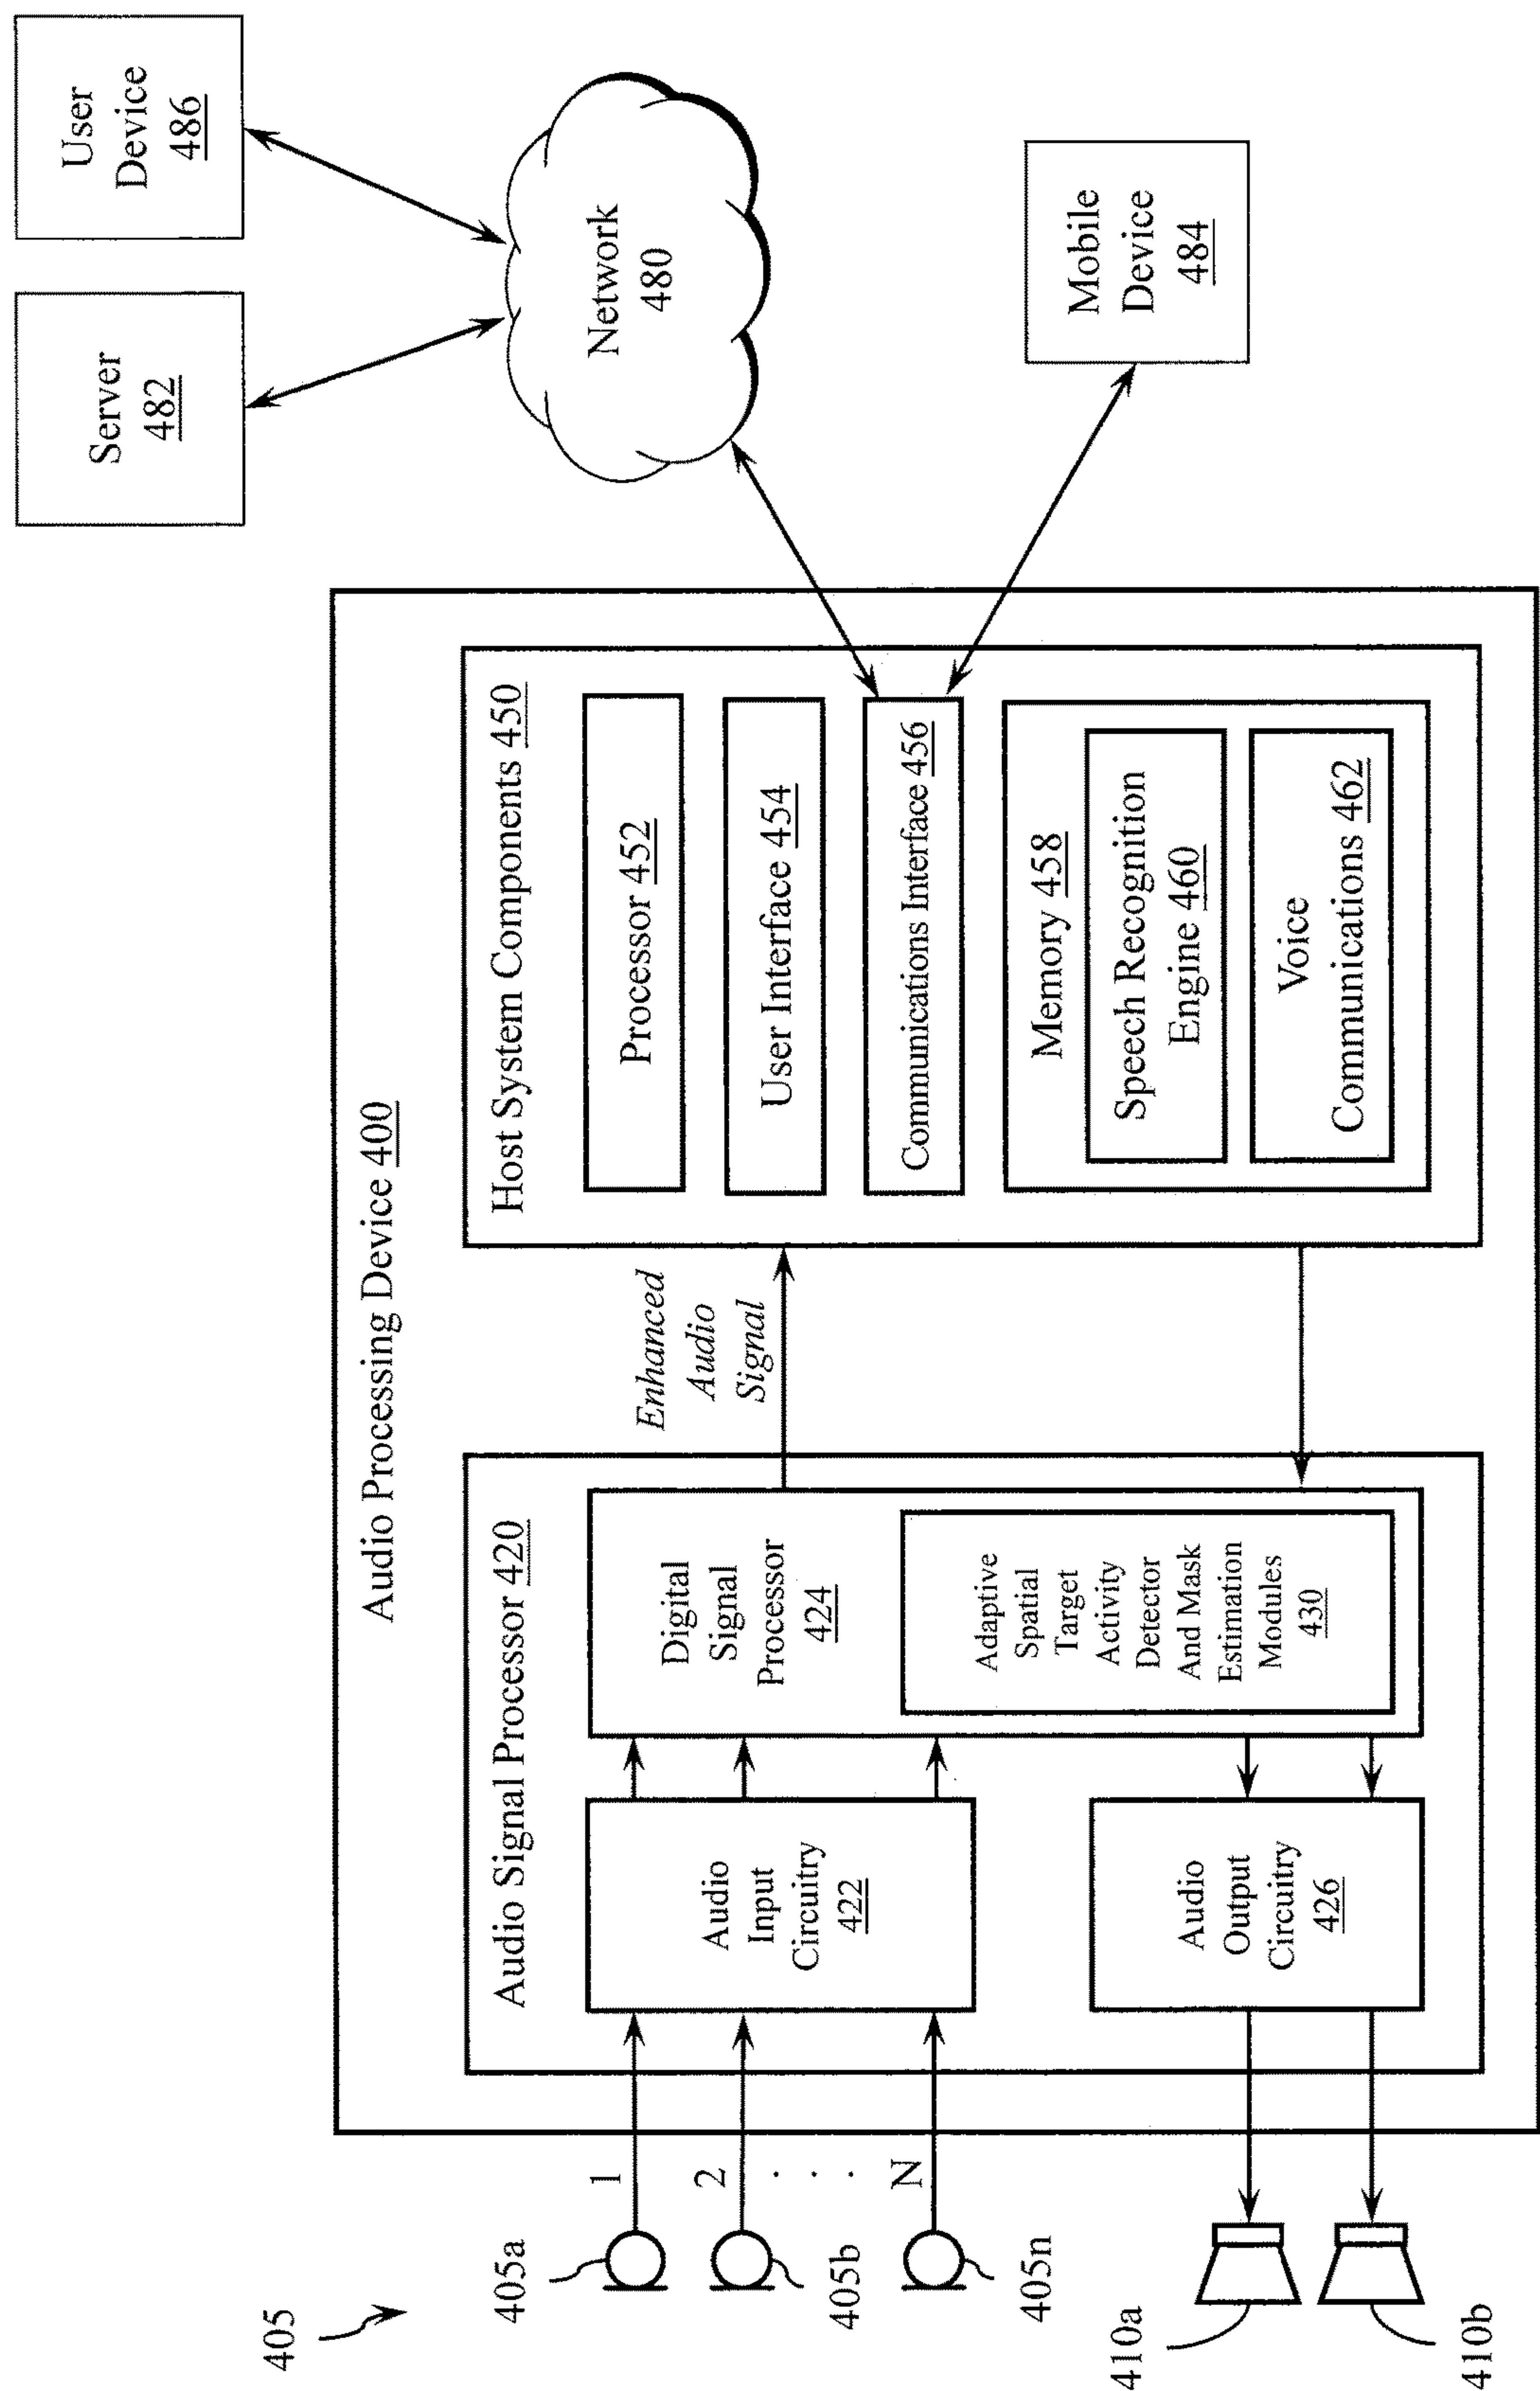 Audio Processing Device 400
405
405a
405b
405n
1
2
. . .
N
410a
410b
Audio Signal Processor 420
Audio
Input
Circuitry
422
Digital
Signal
Processor
424
Adaptive
Spatial
Target
Activity
Detector
And Mask
Estimation
Modules
430
Audio
Output
Circuitry
426
Enhanced
Audio
Signal
Host System Components 450
Processor 452
User Interface 454
Communications Interface 456
Memory 458
Speech Recognition
Engine 460
Voice
Communications 462
Server
482
User
Device
486
Network
480
Mobile
Device
484